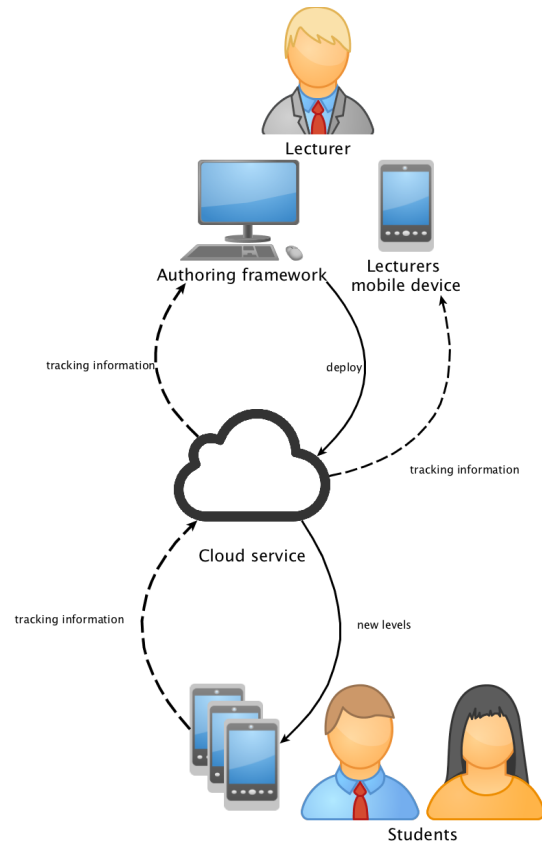 Lecturer
Authoring framework
Lecturers
mobile device
tracking information
deploy
tracking information
Cloud service
tracking information
new levels
Students